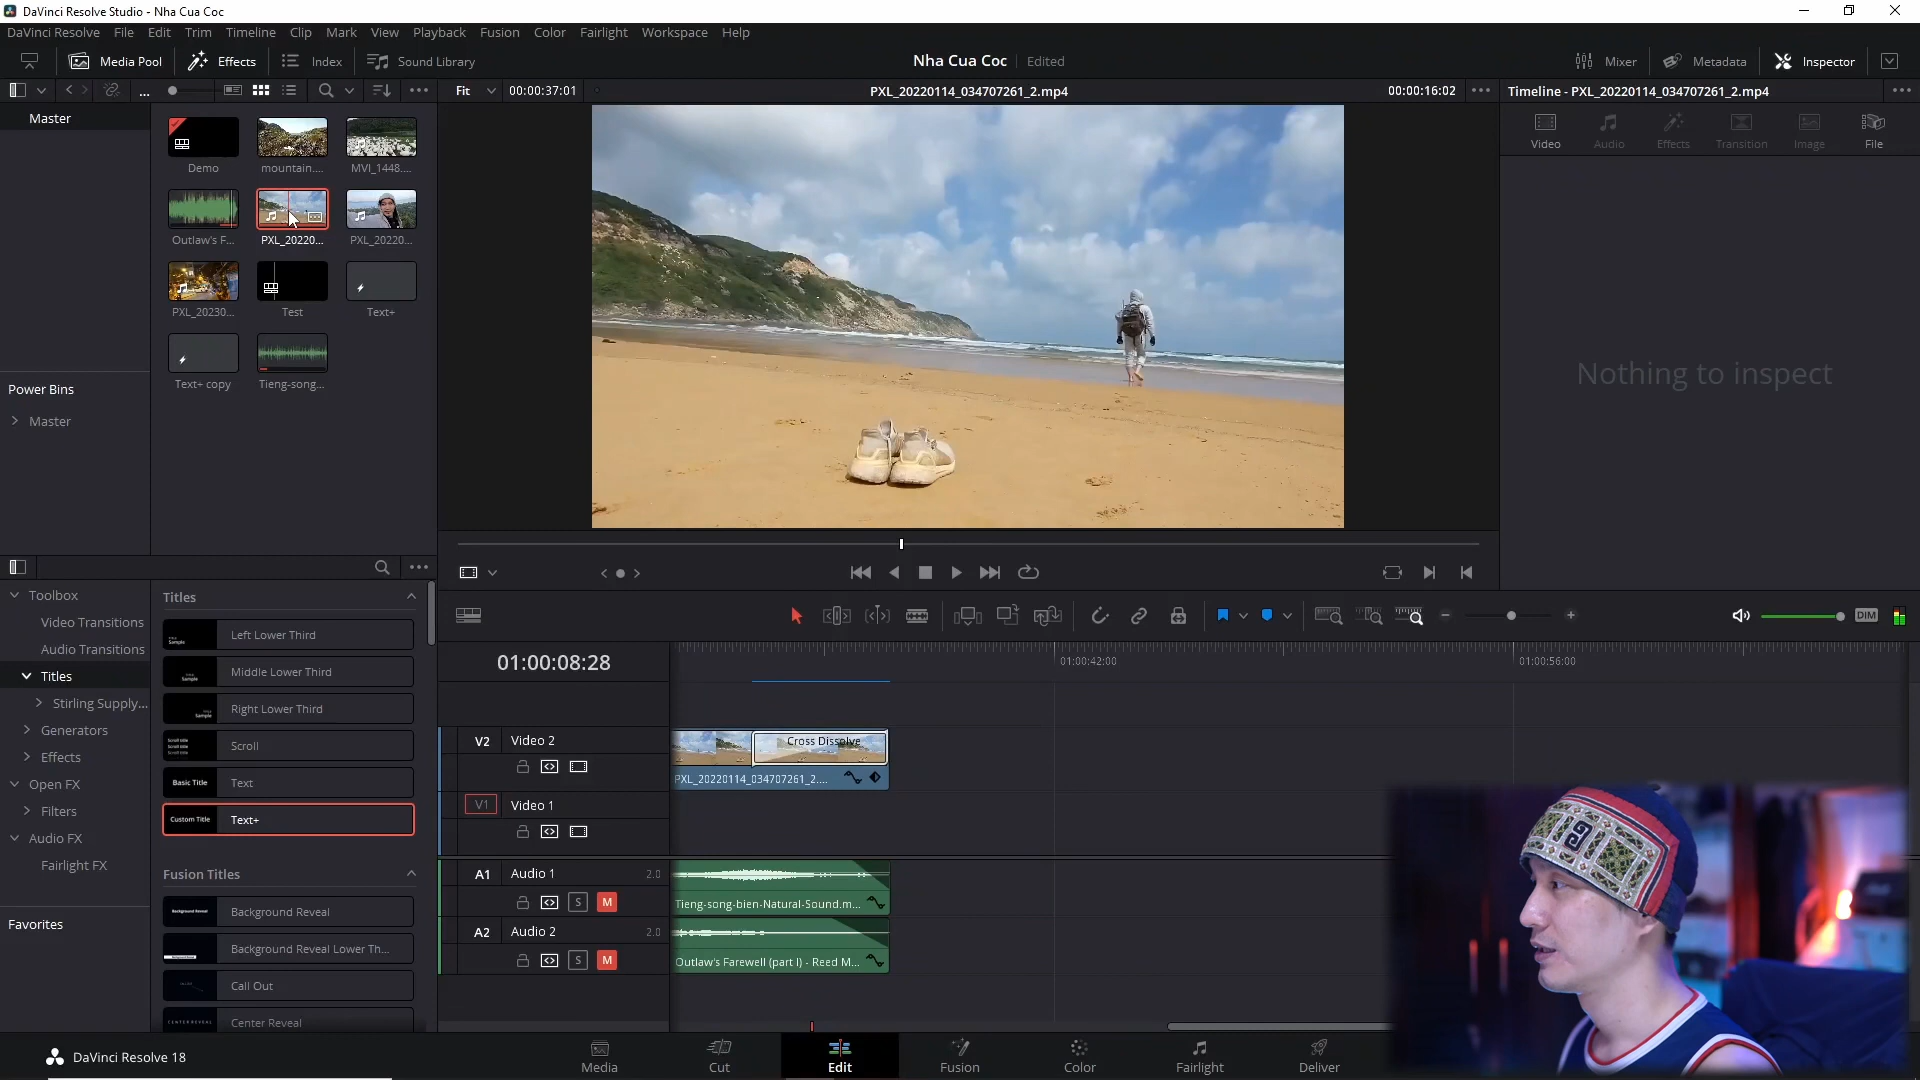 DaVinci Resolve Studio - Nha Cua Coc
DaVinci Resolve File Edit Trim Timeline Clip Mark View Playback Fusion Color Fairlight Workspace Help
Media Pool Effects Index Sound Library
Nha Cua Coc Edited
Mixer Metadata Inspector
... Fit 00:00:37:01 PXL_20220114_034707261_2.mp4 00:00:16:02
Timeline - PXL_20220114_034707261_2.mp4
Master
Demo mountain.... MVI_1448....
Outlaw's F... PXL_20220... PXL_20220...
PXL_20230... Test Text+
Text+ copy Tieng-song...
Power Bins
Master
Video Audio Effects Transition Image File
Nothing to inspect
Toolbox
Video Transitions
Audio Transitions
Titles
Stirling Supply...
Generators
Effects
Open FX
Filters
Audio FX
Fairlight FX
Favorites
Titles
Left Lower Third
Middle Lower Third
Right Lower Third
Scroll
Basic Title Text
Custom Title Text+
Fusion Titles
Background Reveal
Background Reveal Lower Th...
Call Out
Center Reveal
DIM
01:00:08:28
01:00:42:00 01:00:56:00
V2 Video 2
Cross Dissolve
PXL_20220114_034707261_2....
V1 Video 1
A1 Audio 1 2.0
S M
Tieng-song-bien-Natural-Sound.m...
A2 Audio 2 2.0
S M
Outlaw's Farewell (part I) - Reed M...
DaVinci Resolve 18
Media Cut Edit Fusion Color Fairlight Deliver